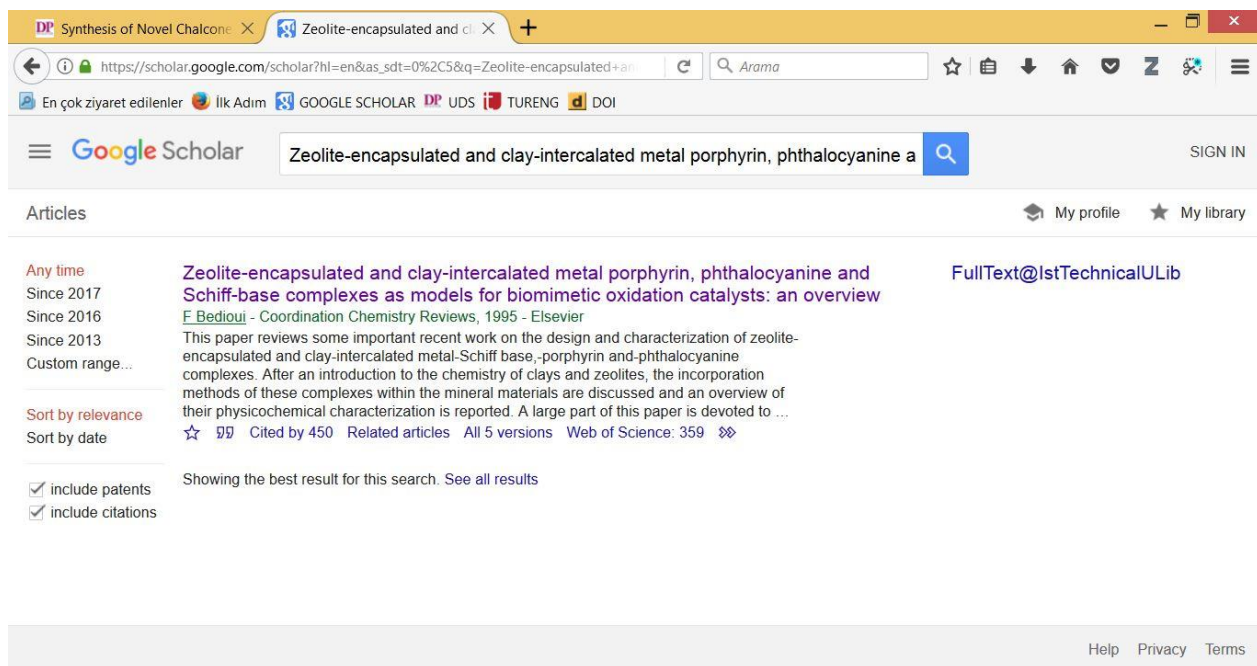 DP Synthesis of Novel Chalcone
Zeolite-encapsulated and cl
https://scholar.google.com/scholar?hl=en&as_sdt=0%2C5&q=Zeolite-encapsulated+an
Arama
En çok ziyaret edilenler İlk Adım GOOGLE SCHOLAR DP UDS TURENG d DOI
Google Scholar
Zeolite-encapsulated and clay-intercalated metal porphyrin, phthalocyanine a
SIGN IN
Articles
My profile
My library
Any time
Since 2017
Since 2016
Since 2013
Custom range...
Sort by relevance
Sort by date
include patents
include citations
Zeolite-encapsulated and clay-intercalated metal porphyrin, phthalocyanine and
Schiff-base complexes as models for biomimetic oxidation catalysts: an overview
F Bedioui - Coordination Chemistry Reviews, 1995 - Elsevier
This paper reviews some important recent work on the design and characterization of zeolite-
encapsulated and clay-intercalated metal-Schiff base,-porphyrin and-phthalocyanine
complexes. After an introduction to the chemistry of clays and zeolites, the incorporation
methods of these complexes within the mineral materials are discussed and an overview of
their physicochemical characterization is reported. A large part of this paper is devoted to ...
Cited by 450 Related articles All 5 versions Web of Science: 359
Showing the best result for this search. See all results
FullText@IstTechnicalULib
Help Privacy Terms